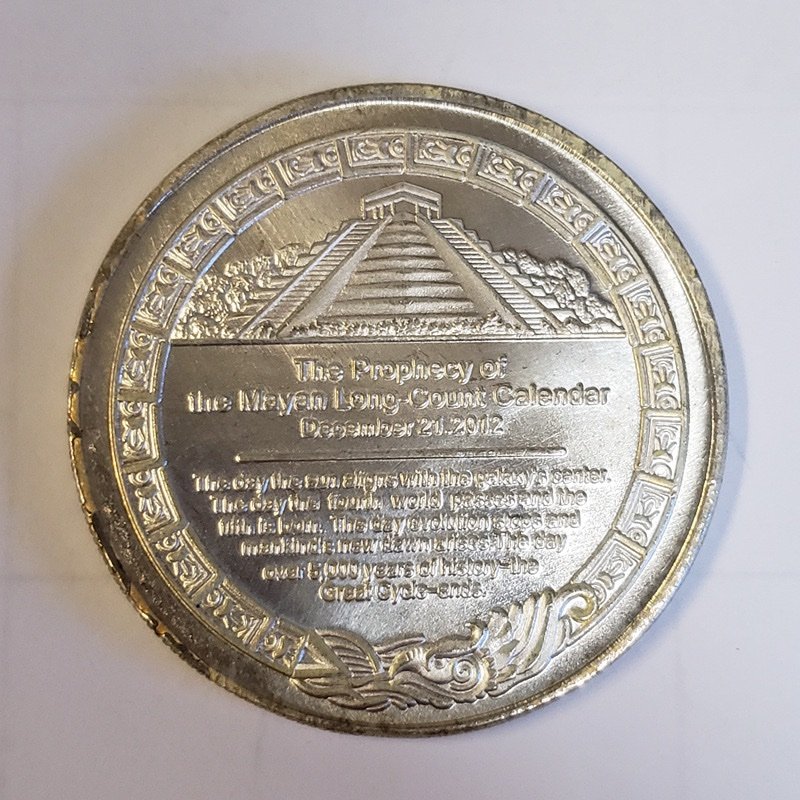 The Prophecy of
the Mayan Long-Count Calendar
December 21.2012
The day the sun aligns with the galaxy's center.
The day the fourth world passes and the
fifth is born. The day evolution stops and
mankind's new dawn arises. The day
over 5,000 years of history-the
Great Cycle-ends.